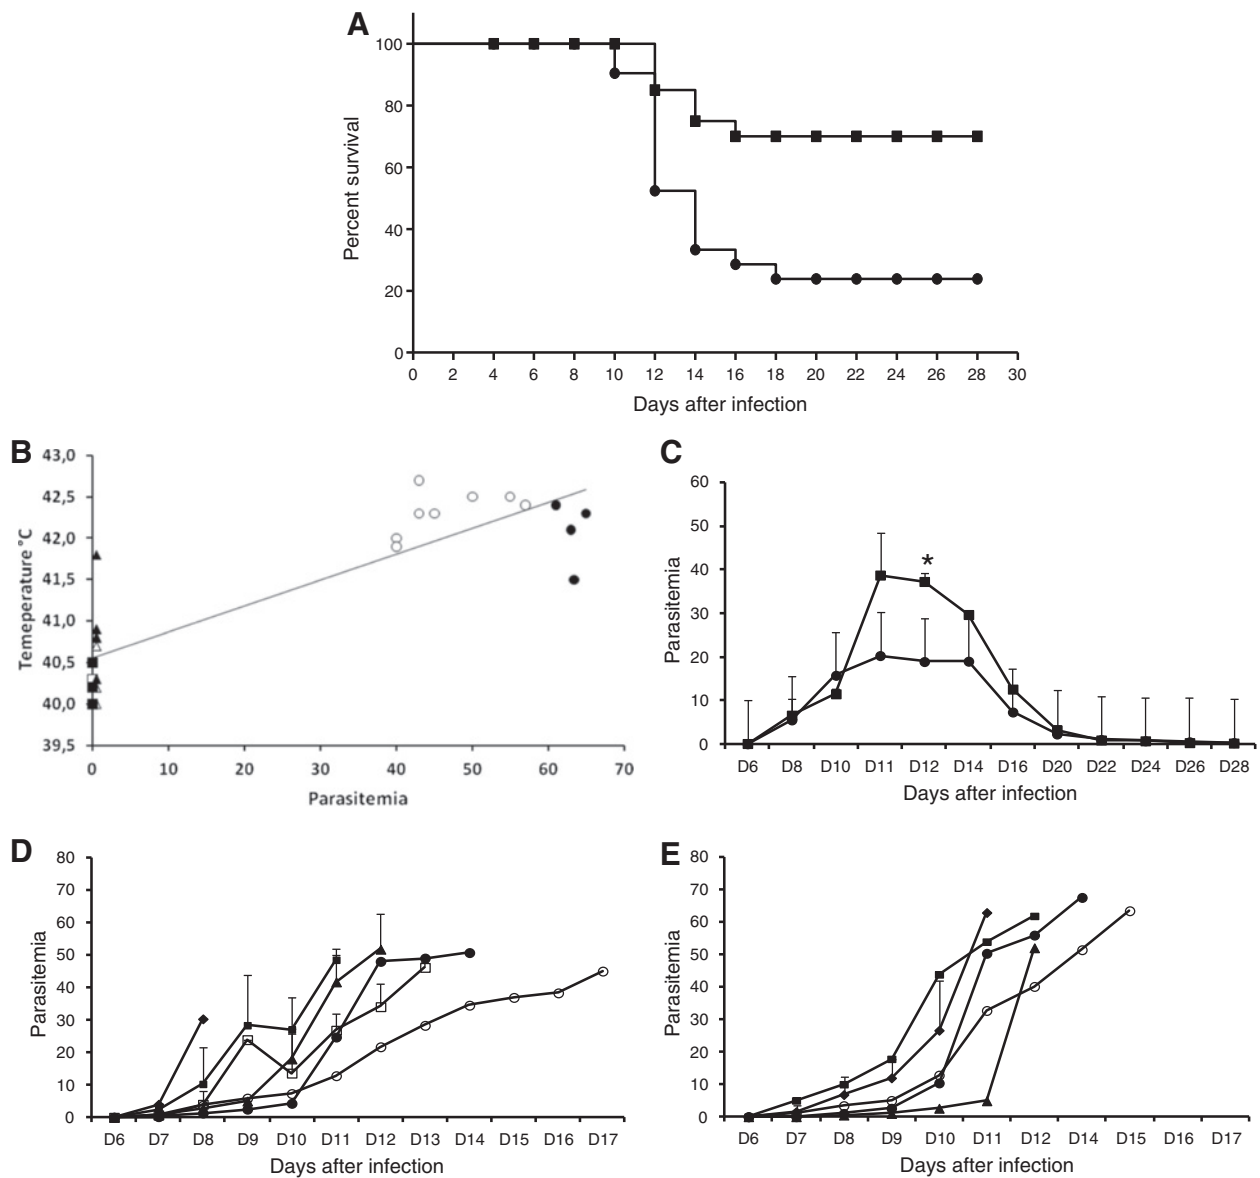 A
100
80
60
40
20
0
Percent survival
0 2 4 6 8 10 12 14 16 18 20 22 24 26 28 30
Days after infection
B
43,0
42,5
42,0
41,5
41,0
40,5
40,0
39,5
Temeperature °C
0 10 20 30 40 50 60 70
Parasitemia
C
60
50
40
30
20
10
0
Parasitemia
*
D6 D8 D10 D11 D12 D14 D16 D20 D22 D24 D26 D28
Days after infection
D
80
70
60
50
40
30
20
10
0
Parasitemia
D6 D7 D8 D9 D10 D11 D12 D13 D14 D15 D16 D17
Days after infection
E
80
70
60
50
40
30
20
10
0
Parasitemia
D6 D7 D8 D9 D10 D11 D12 D14 D15 D16 D17
Days after infection